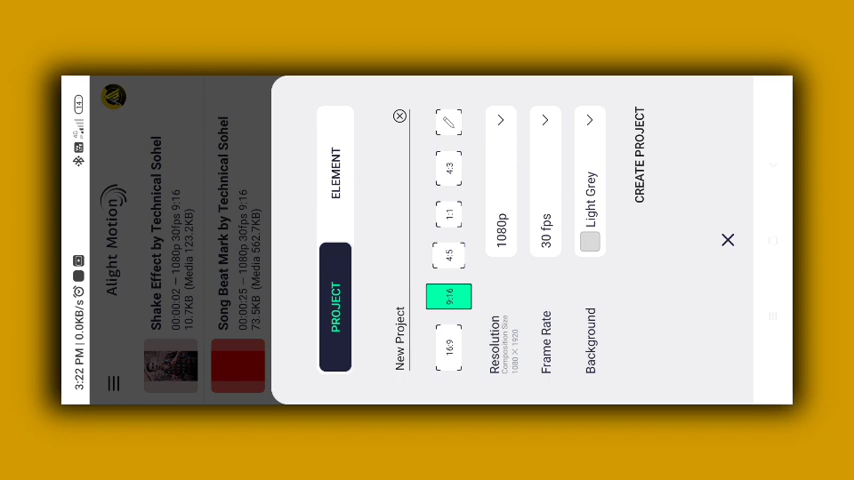 3:22 PM | 0.0KB/s
4G
14
Alight Motion
Shake Effect by Technical Sohel
00:00:02 — 1080p 30fps 9:16
10.7KB (Media 123.2KB)
Song Beat Mark by Technical Sohel
00:00:25 — 1080p 30fps 9:16
73.5KB (Media 562.7KB)
PROJECT
ELEMENT
New Project
16:9
9:16
4:5
1:1
4:3
Resolution
Composition Size
1080 X 1920
1080p
Frame Rate
30 fps
Background
Light Grey
CREATE PROJECT